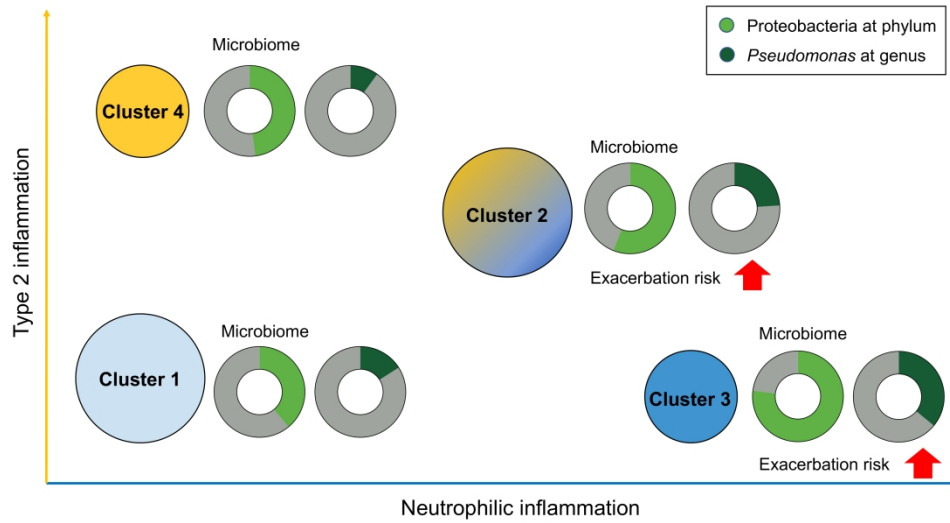 Proteobacteria at phylum
Pseudomonas at genus
Microbiome
Cluster 4
Microbiome
Cluster 2
Exacerbation risk
Microbiome
Cluster 1
Microbiome
Cluster 3
Exacerbation risk
Type 2 inflammation
Neutrophilic inflammation